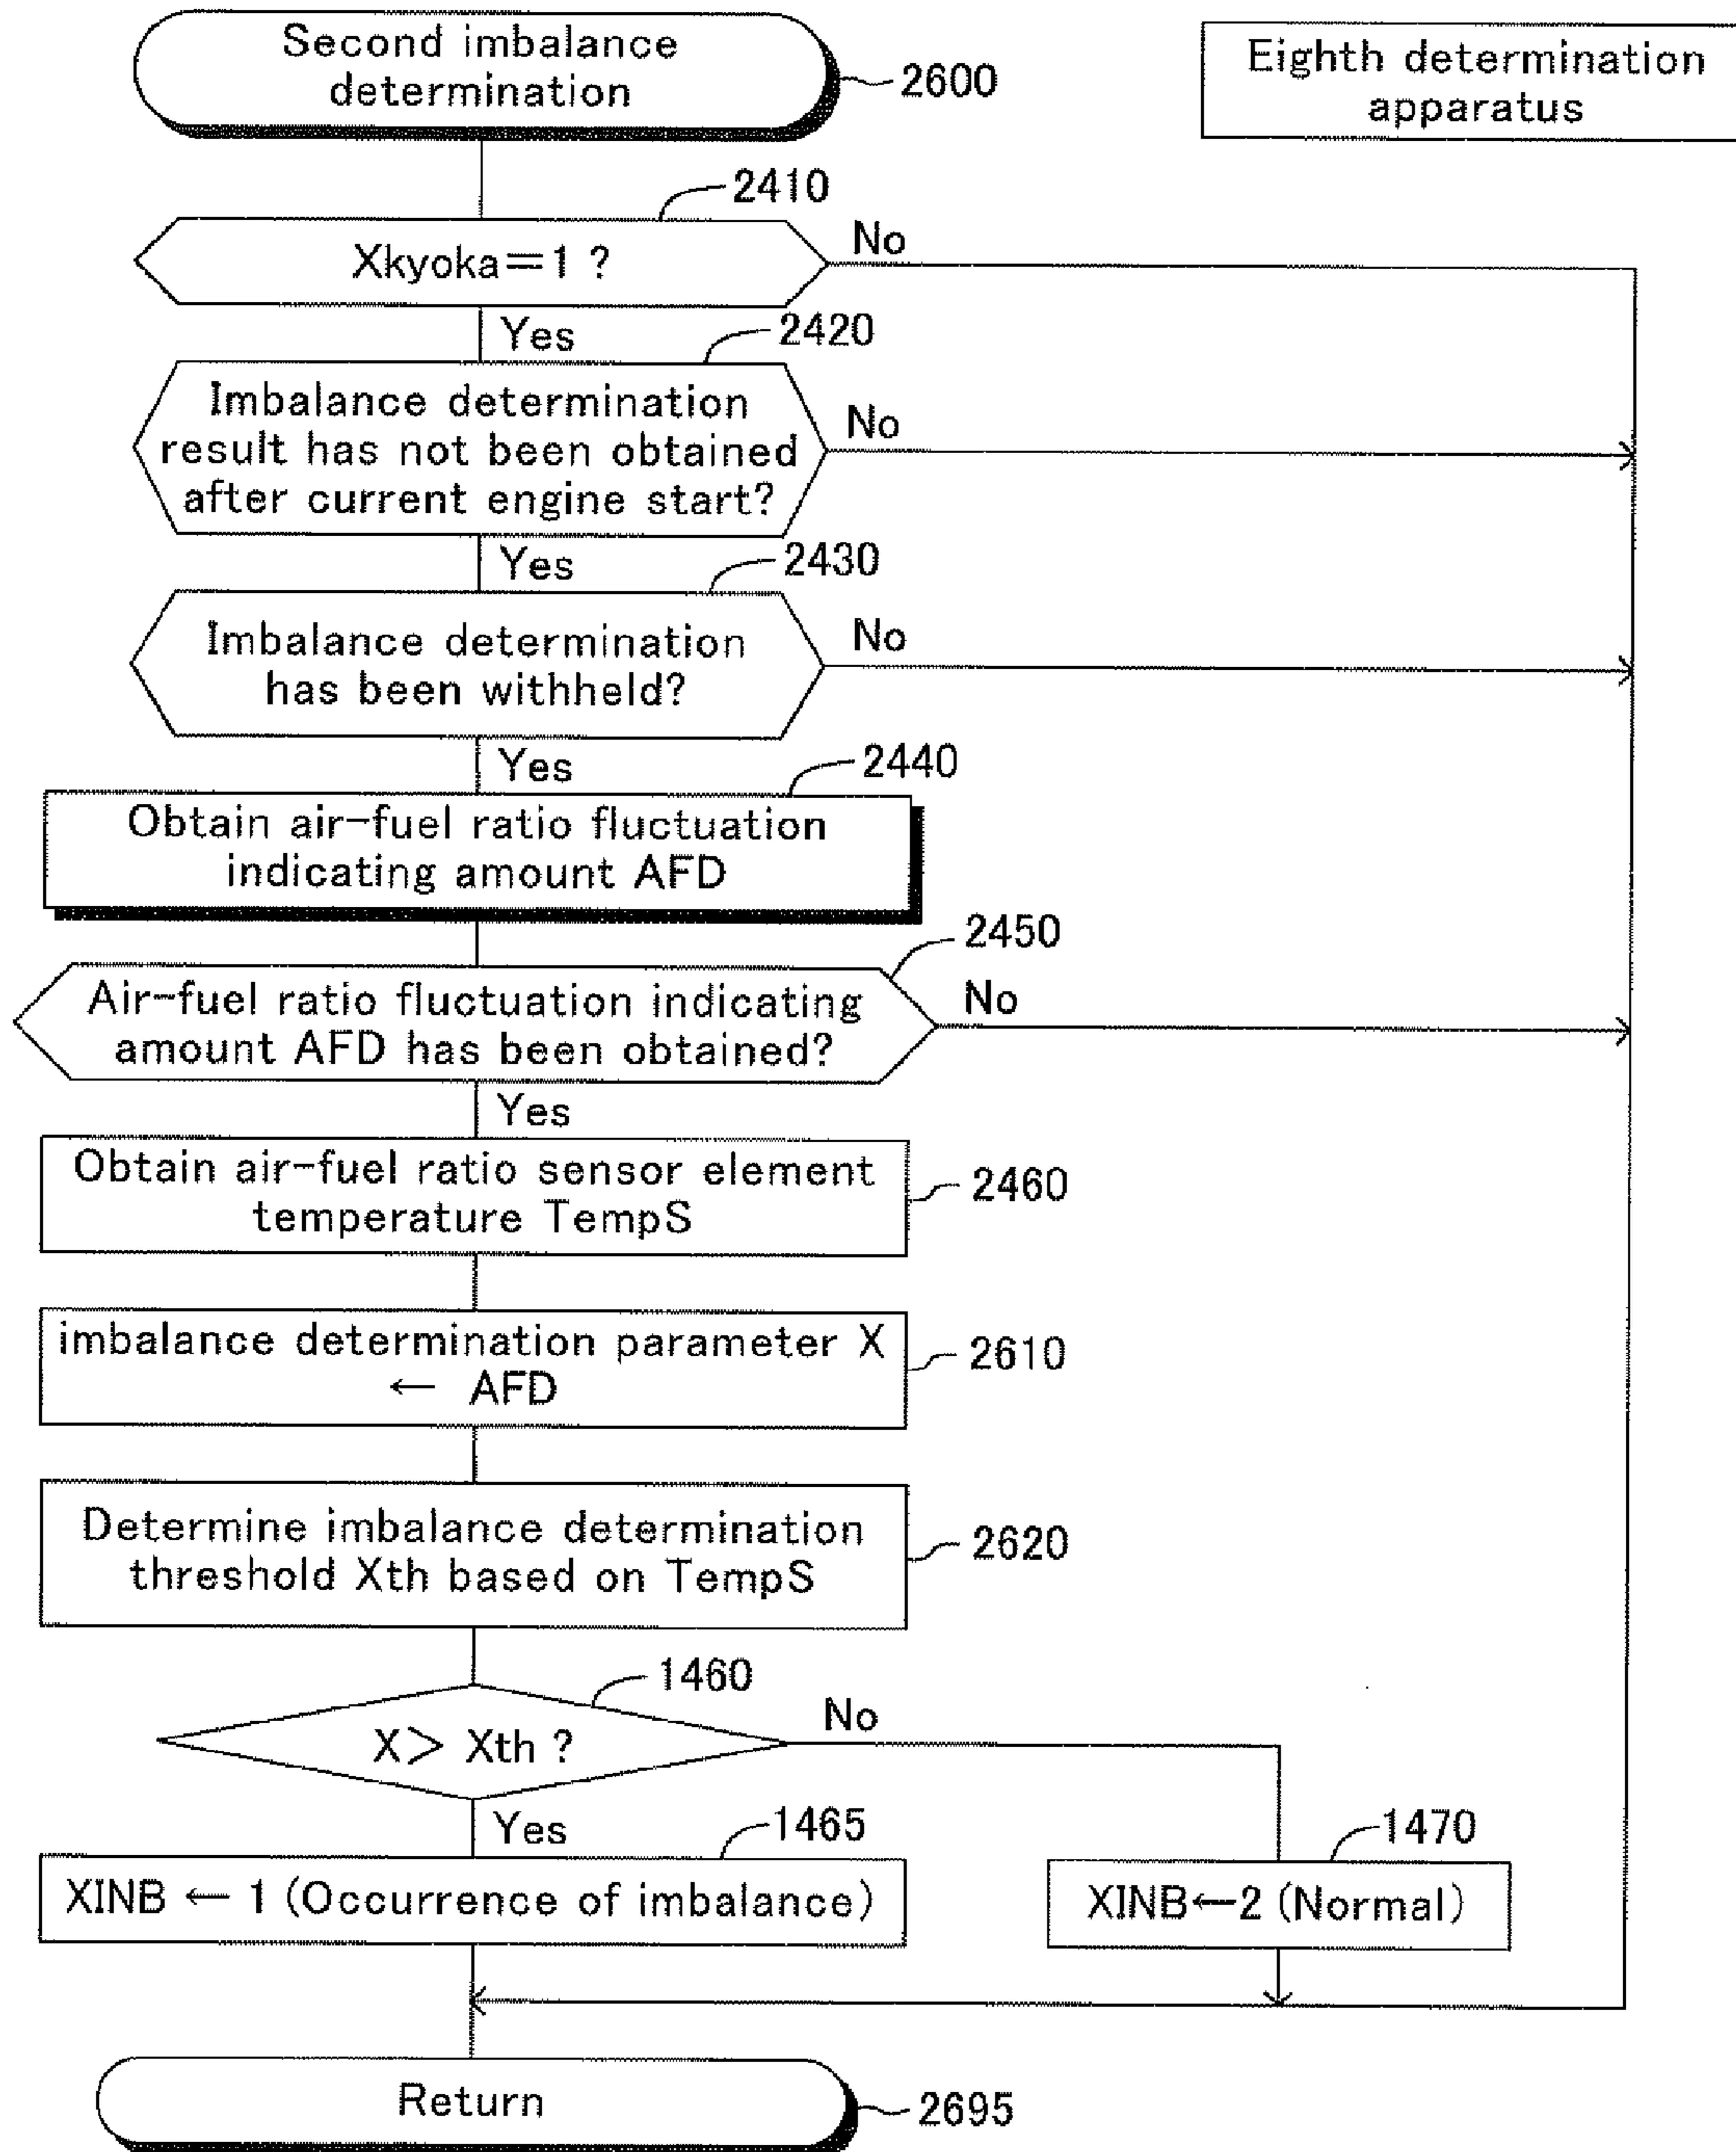 Second imbalance
determination
2600
Eighth determination
apparatus
2410
Xkyoka=1 ?
No
Yes
2420
Imbalance determination
result has not been obtained
after current engine start?
No
Yes
2430
Imbalance determination
has been withheld?
No
Yes
2440
Obtain air-fuel ratio fluctuation
indicating amount AFD
2450
Air-fuel ratio fluctuation indicating
amount AFD has been obtained?
No
Yes
Obtain air-fuel ratio sensor element
temperature TempS
2460
imbalance determination parameter X
← AFD
2610
Determine imbalance determination
threshold Xth based on TempS
2620
1460
X> Xth ?
No
Yes
1465
XINB ← 1 (Occurrence of imbalance)
1470
XINB←2 (Normal)
Return
2695